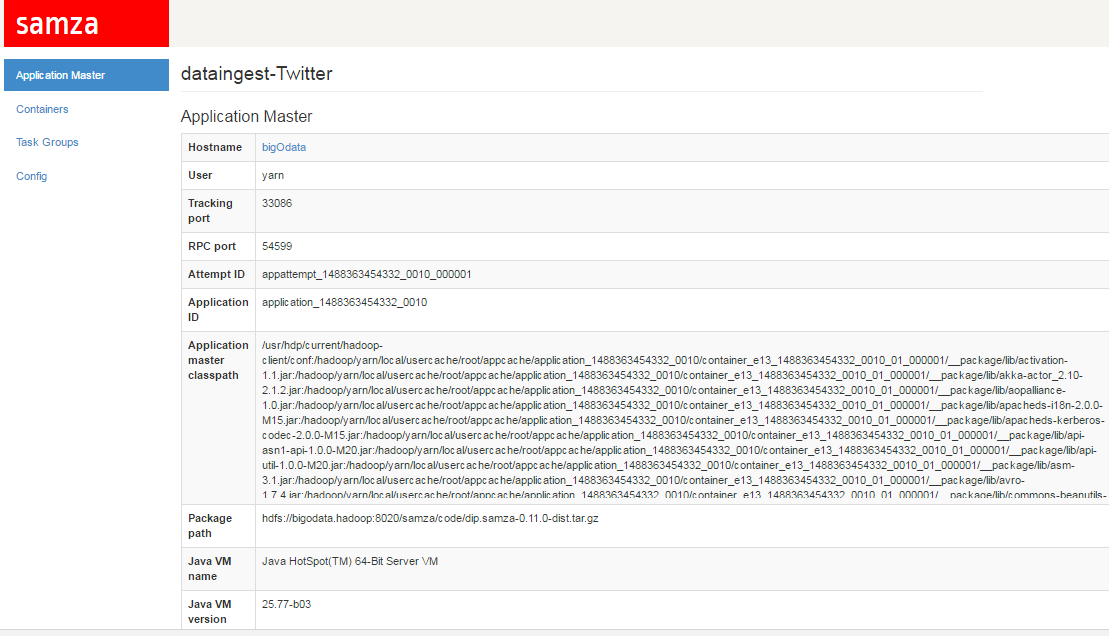 samza
Application Master
Containers
Task Groups
Config
dataingest-Twitter
Application Master
Hostname bigOdata
User yarn
Tracking port 33086
RPC port 54599
Attempt ID appattempt_1488363454332_0010_000001
Application ID application_1488363454332_0010
Application master classpath
/usr/hdp/current/hadoop-
client/conf:/hadoop/yarn/local/usercache/root/appcache/application_1488363454332_0010/container_e13_1488363454332_0010_01_000001/__package/lib/activation-
1.1.jar:/hadoop/yarn/local/usercache/root/appcache/application_1488363454332_0010/container_e13_1488363454332_0010_01_000001/__package/lib/akka-actor_2.10-
2.1.2.jar:/hadoop/yarn/local/usercache/root/appcache/application_1488363454332_0010/container_e13_1488363454332_0010_01_000001/__package/lib/aopalliance-
1.0.jar:/hadoop/yarn/local/usercache/root/appcache/application_1488363454332_0010/container_e13_1488363454332_0010_01_000001/__package/lib/apacheds-i18n-2.0.0-
M15.jar:/hadoop/yarn/local/usercache/root/appcache/application_1488363454332_0010/container_e13_1488363454332_0010_01_000001/__package/lib/apacheds-kerberos-
codec-2.0.0-M15.jar:/hadoop/yarn/local/usercache/root/appcache/application_1488363454332_0010/container_e13_1488363454332_0010_01_000001/__package/lib/api-
asn1-api-1.0.0-M20.jar:/hadoop/yarn/local/usercache/root/appcache/application_1488363454332_0010/container_e13_1488363454332_0010_01_000001/__package/lib/api-
util-1.0.0-M20.jar:/hadoop/yarn/local/usercache/root/appcache/application_1488363454332_0010/container_e13_1488363454332_0010_01_000001/__package/lib/asm-
3.1.jar:/hadoop/yarn/local/usercache/root/appcache/application_1488363454332_0010/container_e13_1488363454332_0010_01_000001/__package/lib/avro-
1.7.4.jar:/hadoop/yarn/local/usercache/root/appcache/application_1488363454332_0010/container_e13_1488363454332_0010_01_000001/__package/lib/commons-beanutils-
Package path hdfs://bigodata.hadoop:8020/samza/code/dip.samza-0.11.0-dist.tar.gz
Java VM name Java HotSpot(TM) 64-Bit Server VM
Java VM version 25.77-b03